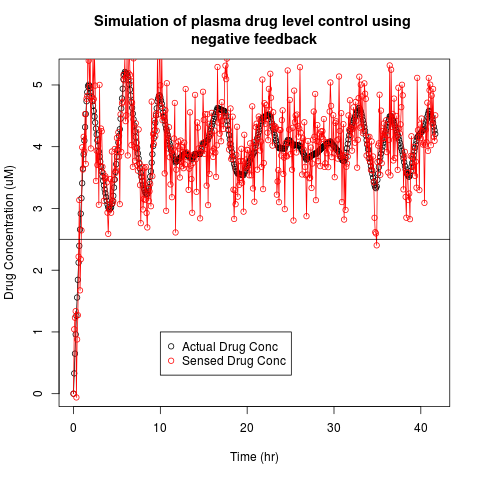 Simulation of plasma drug level control using
negative feedback
Drug Concentration (uM)
5
4
3
2
1
0
Actual Drug Conc
Sensed Drug Conc
0 10 20 30 40
Time (hr)